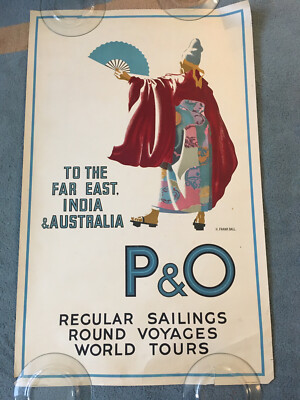 TO THE
FAR EAST,
INDIA
& AUSTRALIA
P&O
REGULAR SAILINGS
ROUND VOYAGES
WORLD TOURS